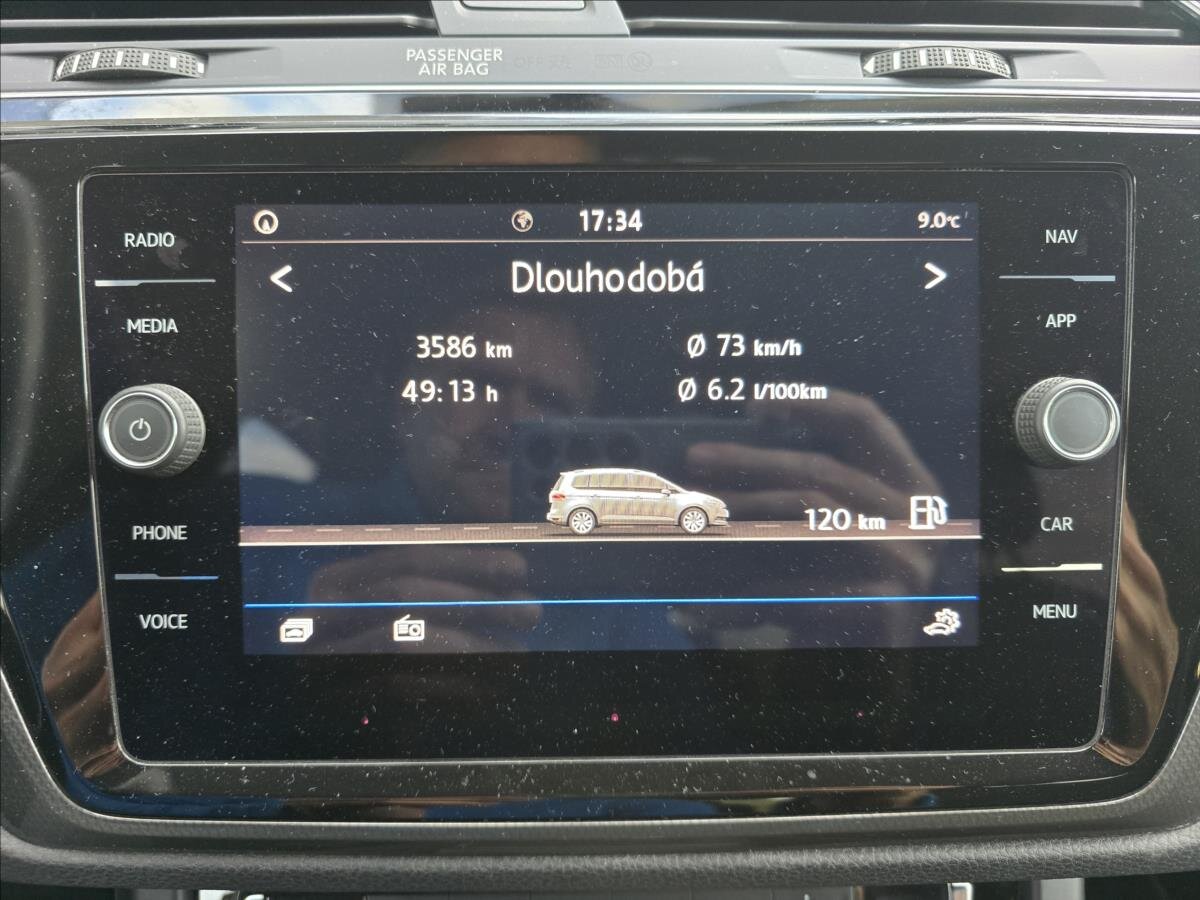 PASSENGER
AIR BAG
17:34
9.0°C
RADIO
NAV
< Dlouhodobá >
MEDIA
APP
3586 km
Ø 73 km/h
49:13 h
Ø 6.2 l/100km
120 km
PHONE
CAR
VOICE
MENU